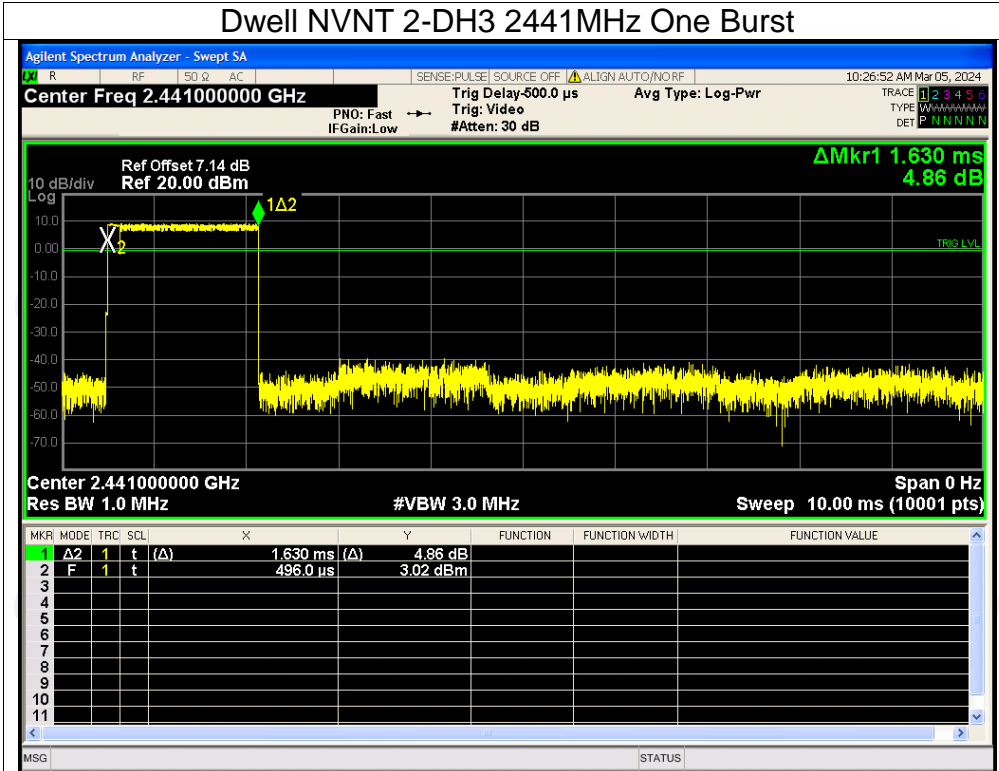 Dwell NVNT 2-DH3 2441MHz One Burst
Agilent Spectrum Analyzer - Swept SA
LXI R RF 50 Ω AC SENSE:PULSE SOURCE OFF ALIGN AUTO/NORF 10:26:52 AM Mar 05, 2024
Center Freq 2.441000000 GHz Trig Delay-500.0 µs Avg Type: Log-Pwr TRACE 1 2 3 4 5 6
PNO: Fast Trig: Video TYPE WWWWWW
IFGain:Low #Atten: 30 dB DET P N N N N N
ΔMkr1 1.630 ms
4.86 dB
Ref Offset 7.14 dB
10 dB/div Ref 20.00 dBm
Log
1Δ2
10.0
2
0.00
TRIG LVL
-10.0
-20.0
-30.0
-40.0
-50.0
-60.0
-70.0
Center 2.441000000 GHz Span 0 Hz
Res BW 1.0 MHz #VBW 3.0 MHz Sweep 10.00 ms (10001 pts)
MKR MODE TRC SCL X Y FUNCTION FUNCTION WIDTH FUNCTION VALUE
1 Δ2 1 t (Δ) 1.630 ms (Δ) 4.86 dB
2 F 1 t 496.0 µs 3.02 dBm
3
4
5
6
7
8
9
10
11
MSG STATUS